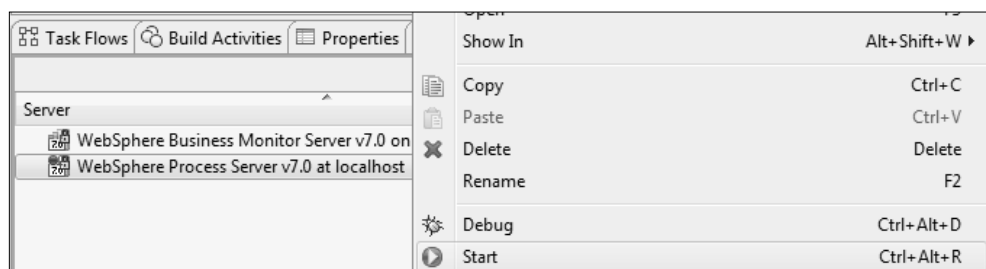 Task Flows Build Activities Properties
Server
WebSphere Business Monitor Server v7.0 on
WebSphere Process Server v7.0 at localhost
Show In Alt+Shift+W
Copy Ctrl+C
Paste Ctrl+V
Delete Delete
Rename F2
Debug Ctrl+Alt+D
Start Ctrl+Alt+R